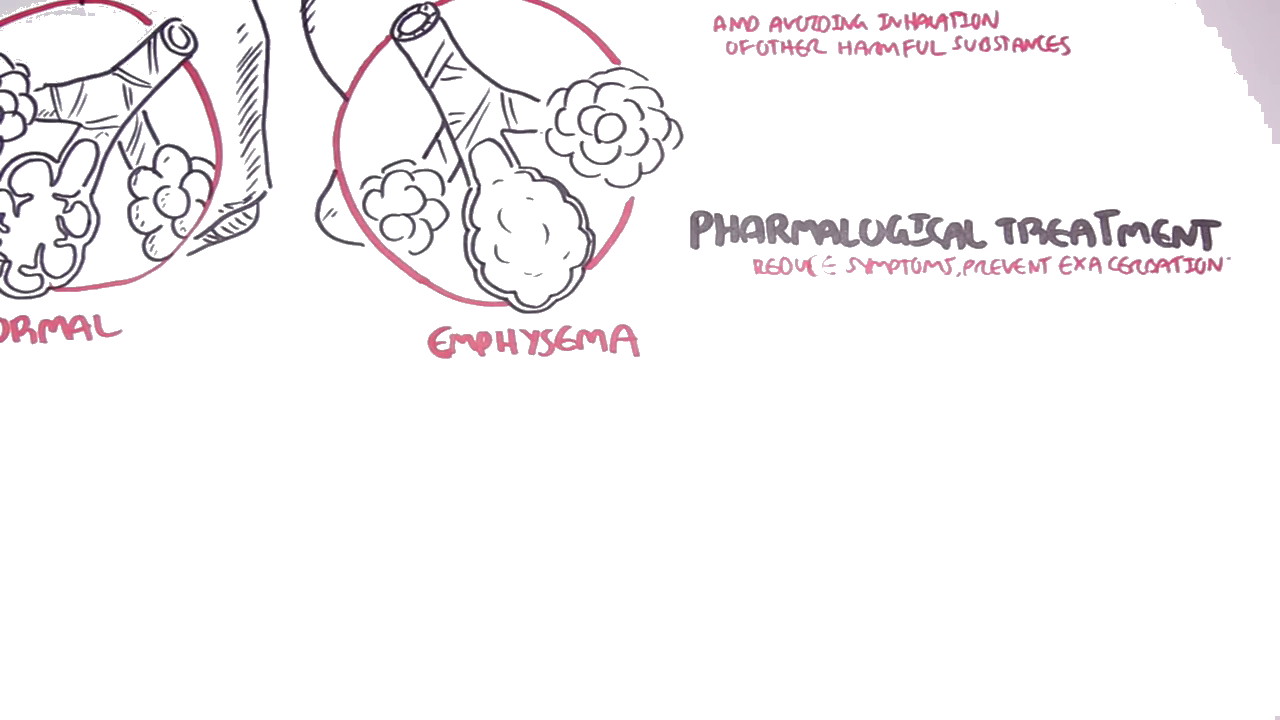 AND AVOIDING INHALATION
OF OTHER HARMFUL SUBSTANCES
PHARMALOGICAL TREATMENT
REDUCE SYMPTOMS, PREVENT EXACERBATION
ORMAL
EMPHYSEMA